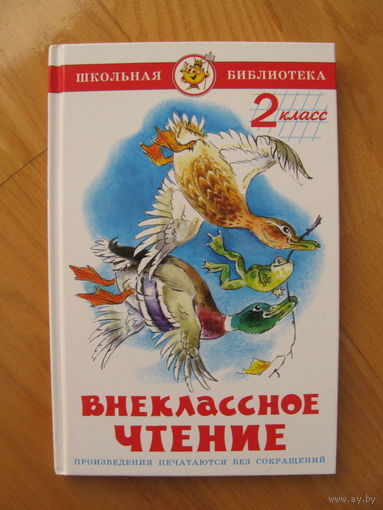 ШКОЛЬНАЯ БИБЛИОТЕКА
2 класс
ВНЕКЛАССНОЕ
ЧТЕНИЕ
ПРОИЗВЕДЕНИЯ ПЕЧАТАЮТСЯ БЕЗ СОКРАЩЕНИЙ
www.ay.by